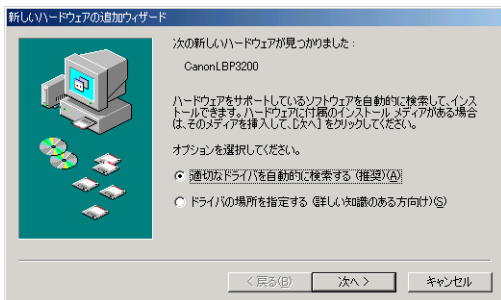 新しいハードウェアの追加ウィザード
次の新しいハードウェアが見つかりました :
CanonLBP3200
ハードウェアをサポートしているソフトウェアを自動的に検索して、インス
トールできます。ハードウェアに付属のインストール メディアがある場合
は、そのメディアを挿入して、[次へ] をクリックしてください。
オプションを選択してください。
適切なドライバを自動的に検索する (推奨)(A)
ドライバの場所を指定する (詳しい知識のある方向け)(S)
< 戻る(B) 次へ > キャンセル